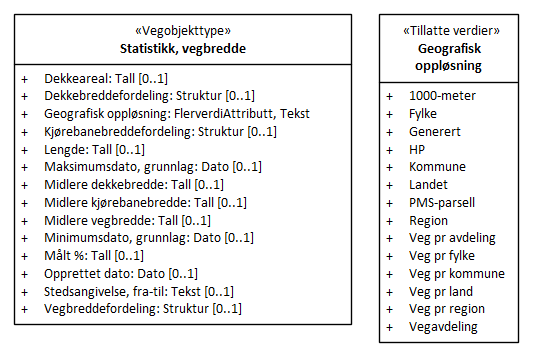 «Vegobjekttype»
Statistikk, vegbredde
+ Dekkeareal: Tall [0..1]
+ Dekkebreddefordeling: Struktur [0..1]
+ Geografisk oppløsning: FlerverdiAttributt, Tekst
+ Kjørebanebreddefordeling: Struktur [0..1]
+ Lengde: Tall [0..1]
+ Maksimumsdato, grunnlag: Dato [0..1]
+ Midlere dekkebredde: Tall [0..1]
+ Midlere kjørebanebredde: Tall [0..1]
+ Midlere vegbredde: Tall [0..1]
+ Minimumsdato, grunnlag: Dato [0..1]
+ Målt %: Tall [0..1]
+ Opprettet dato: Dato [0..1]
+ Stedsangivelse, fra-til: Tekst [0..1]
+ Vegbreddefordeling: Struktur [0..1]
«Tillatte verdier»
Geografisk
oppløsning
+ 1000-meter
+ Fylke
+ Generert
+ HP
+ Kommune
+ Landet
+ PMS-parsell
+ Region
+ Veg pr avdeling
+ Veg pr fylke
+ Veg pr kommune
+ Veg pr land
+ Veg pr region
+ Vegavdeling